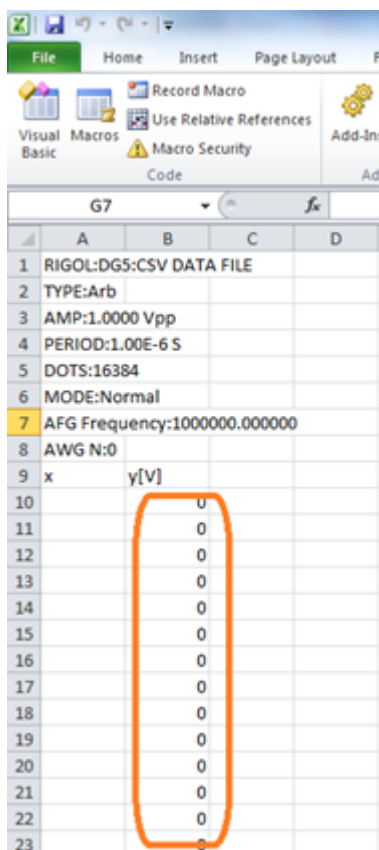 File Home Insert Page Layout
Record Macro
Use Relative References
Macro Security
Visual Basic
Macros
Add-Ins
Code
G7 fx
A B C D
1 RIGOL:DG5:CSV DATA FILE
2 TYPE:Arb
3 AMP:1.0000 Vpp
4 PERIOD:1.00E-6 S
5 DOTS:16384
6 MODE:Normal
7 AFG Frequency:1000000.000000
8 AWG N:0
9 x y[V]
10 0
11 0
12 0
13 0
14 0
15 0
16 0
17 0
18 0
19 0
20 0
21 0
22 0
23 0